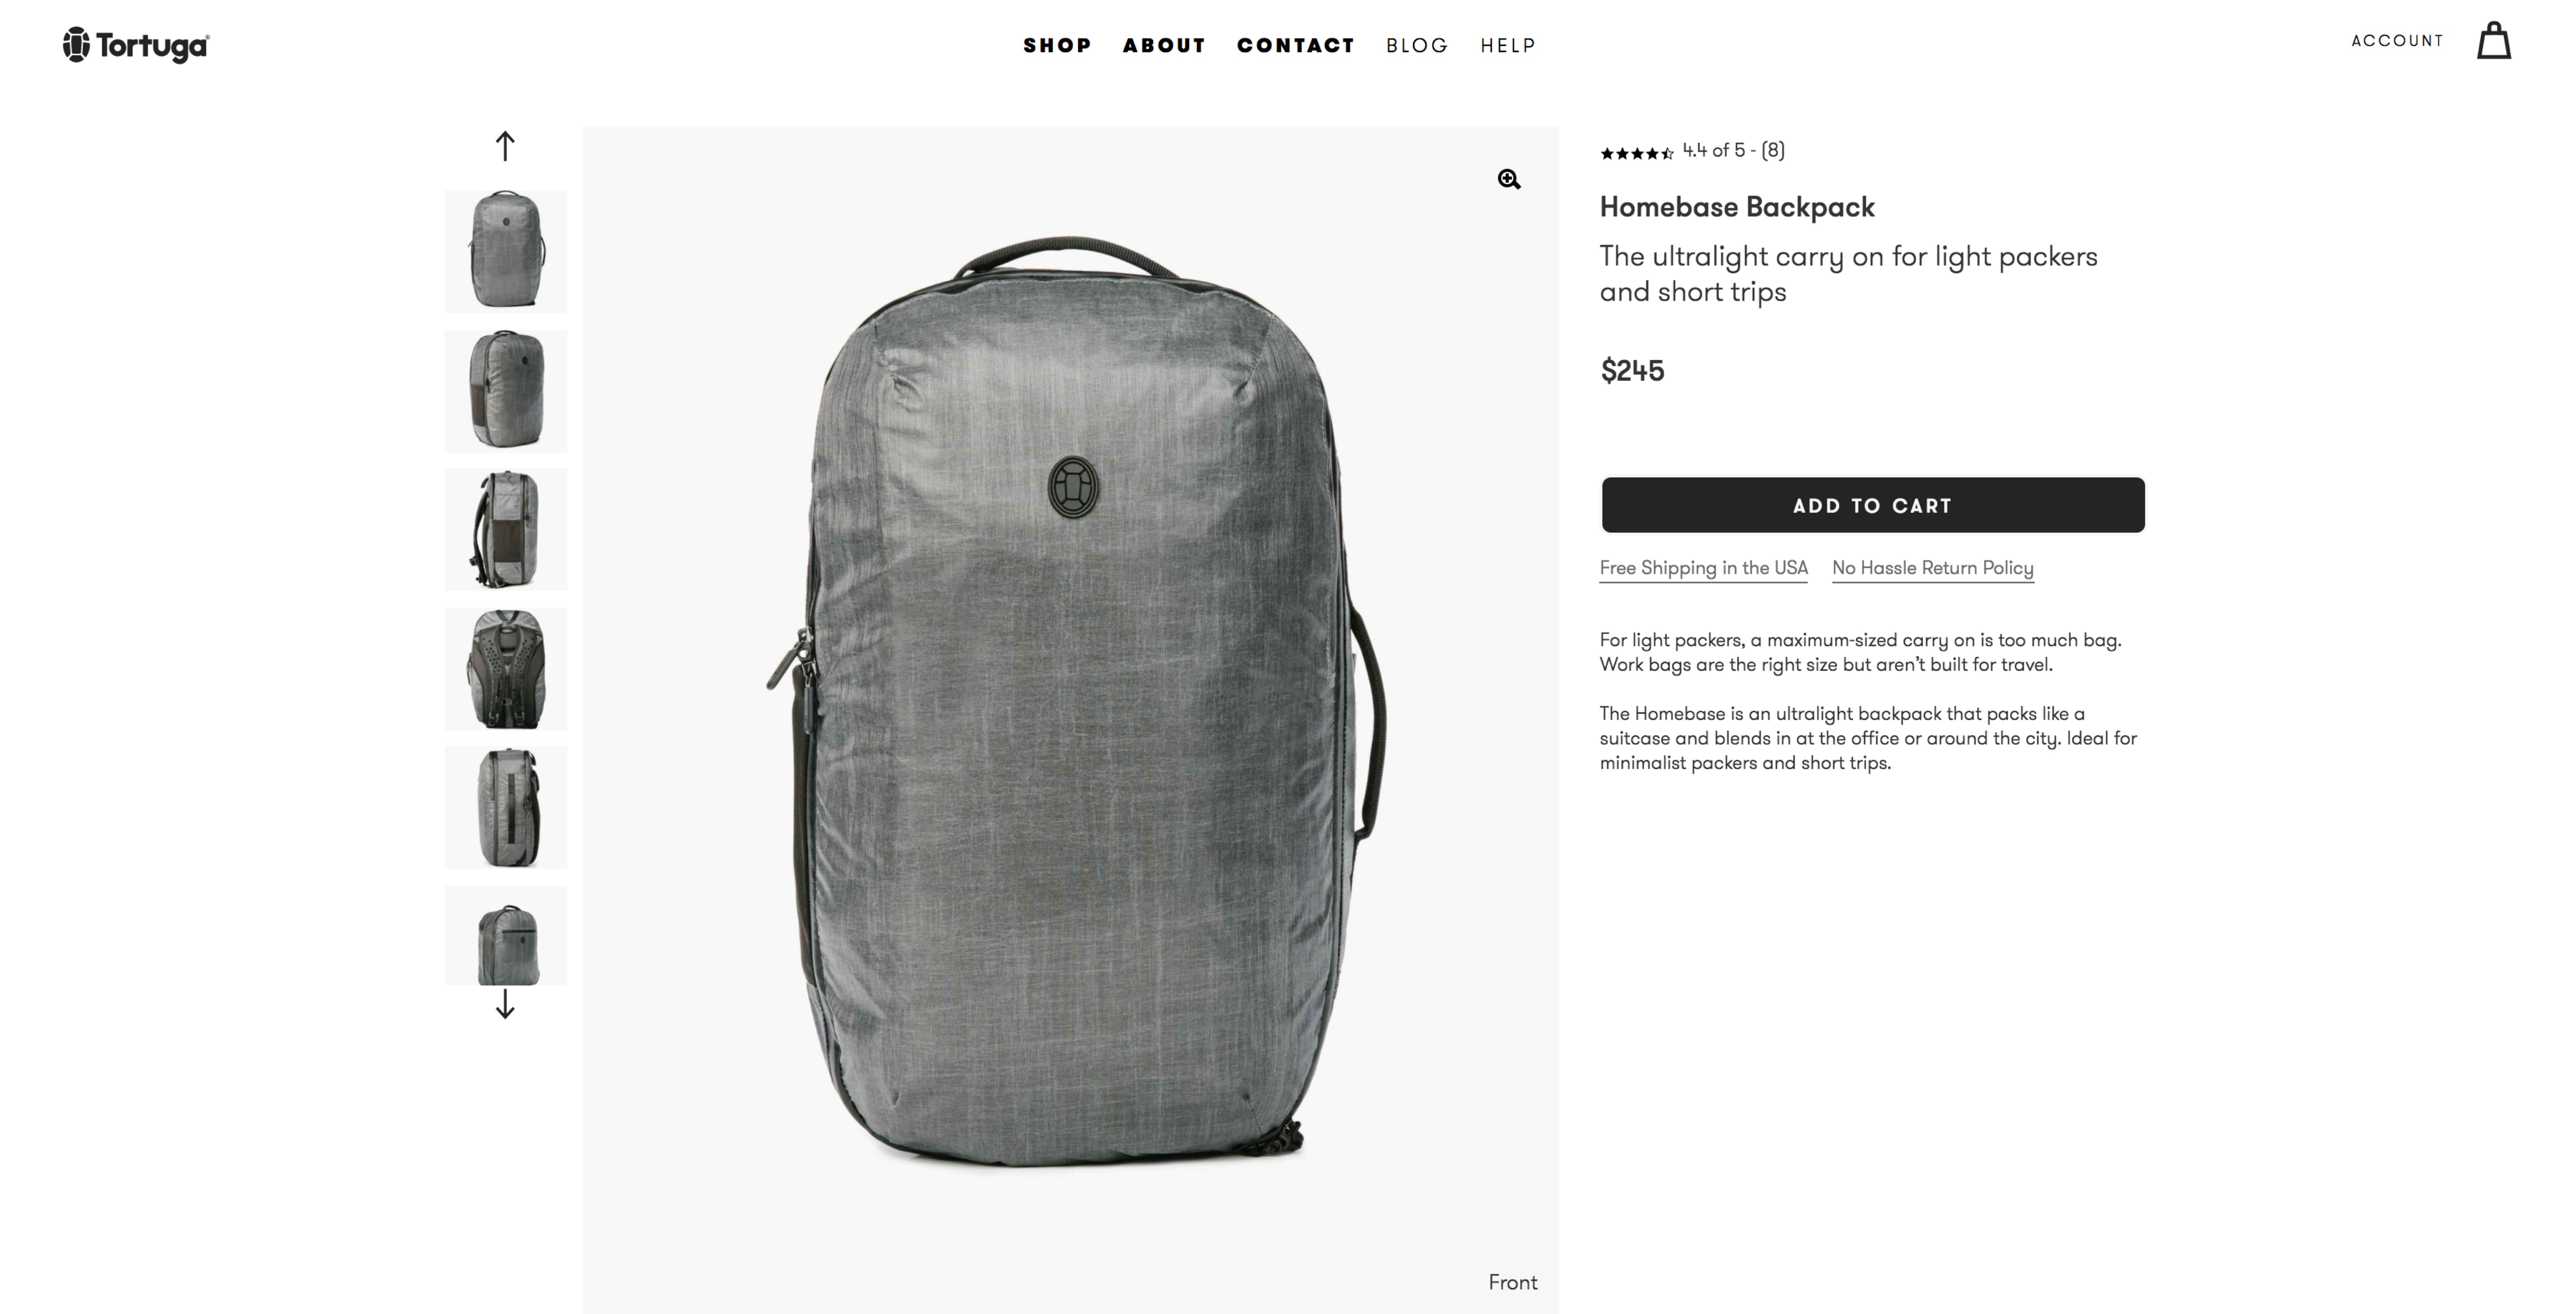 Tortuga
SHOP ABOUT CONTACT BLOG HELP
ACCOUNT
4.4 of 5 - (8)
Homebase Backpack
The ultralight carry on for light packers
and short trips
$245
ADD TO CART
Free Shipping in the USA No Hassle Return Policy
For light packers, a maximum-sized carry on is too much bag.
Work bags are the right size but aren't built for travel.
The Homebase is an ultralight backpack that packs like a
suitcase and blends in at the office or around the city. Ideal for
minimalist packers and short trips.
Front